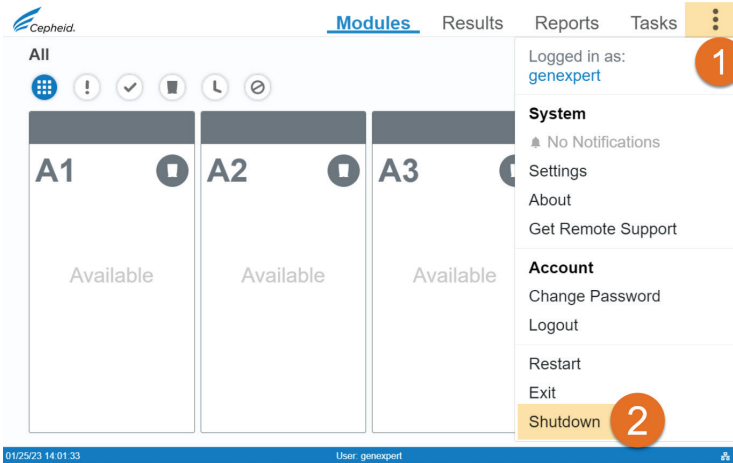 Cepheid.
Modules Results Reports Tasks
1
All
Logged in as:
genexpert
System
No Notifications
Settings
About
Get Remote Support
Account
Change Password
Logout
Restart
Exit
Shutdown 2
A1 A2 A3
Available Available Available
01/25/23 14:01:33 User: genexpert